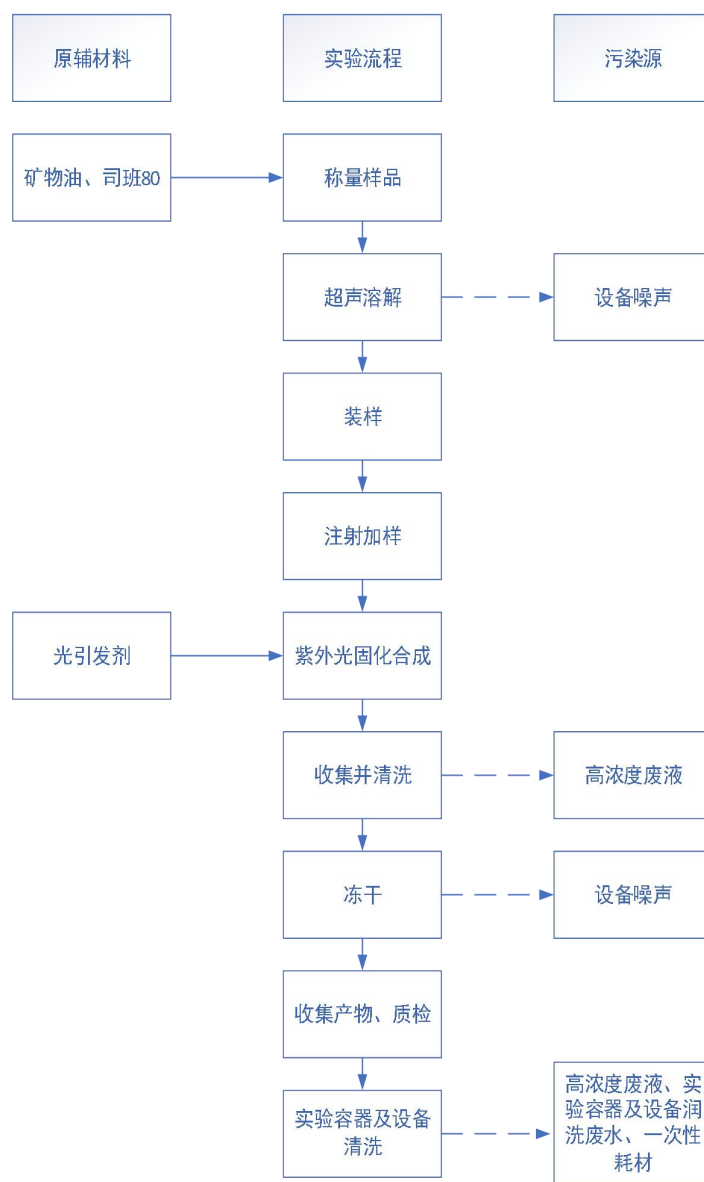 原辅材料
实验流程
污染源
矿物油、司班80
称量样品
超声溶解
设备噪声
装样
注射加样
光引发剂
紫外光固化合成
收集并清洗
高浓度废液
冻干
设备噪声
收集产物、质检
实验容器及设备
清洗
高浓度废液、实
验容器及设备润
洗废水、一次性
耗材